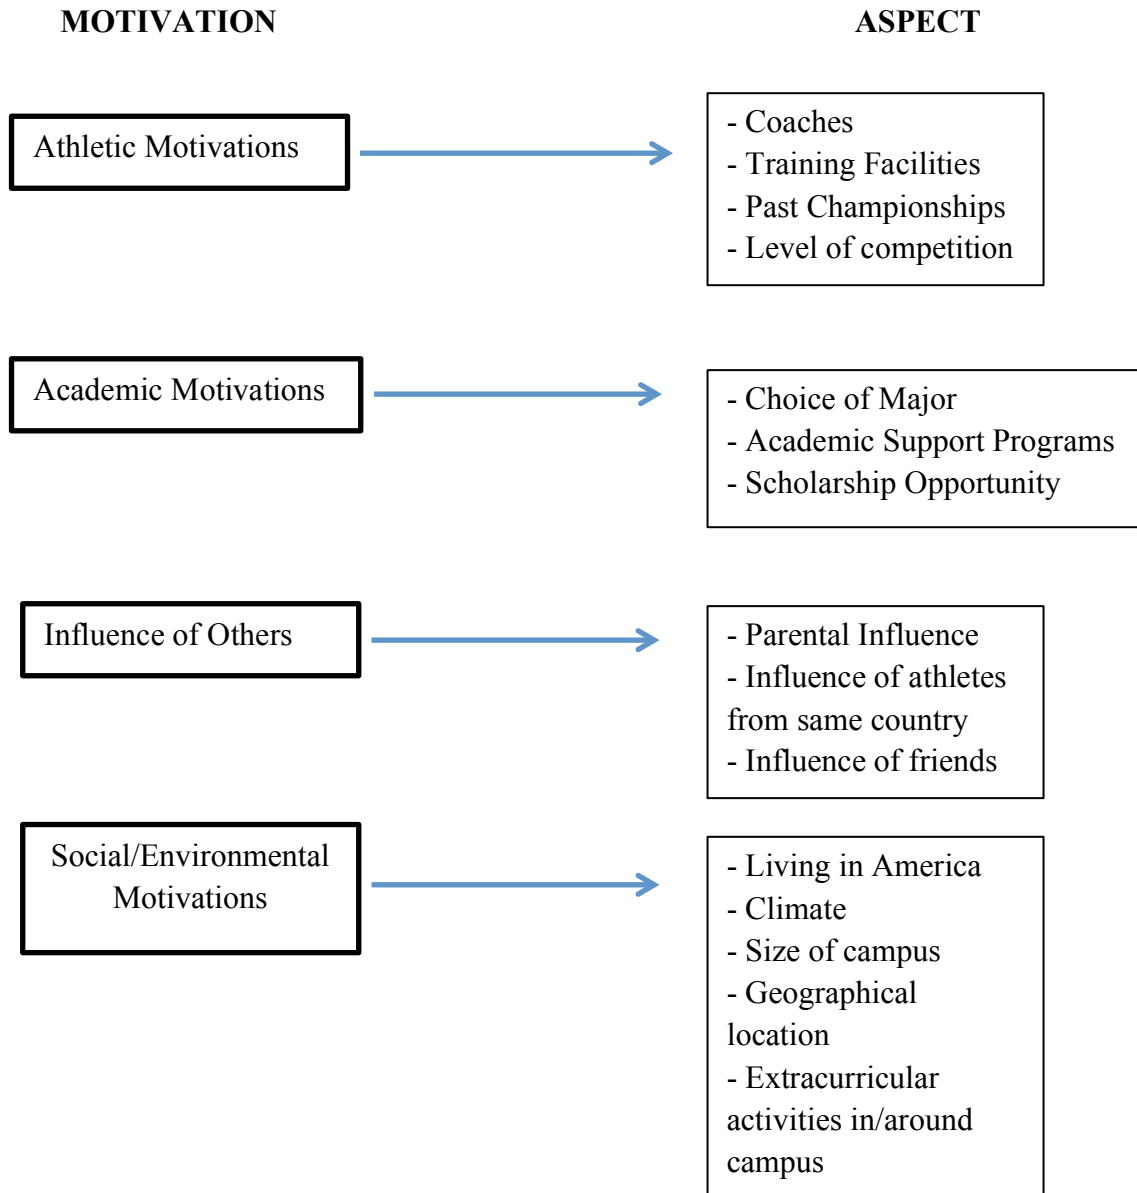 MOTIVATION
ASPECT
Athletic Motivations
- Coaches
- Training Facilities
- Past Championships
- Level of competition
Academic Motivations
- Choice of Major
- Academic Support Programs
- Scholarship Opportunity
Influence of Others
- Parental Influence
- Influence of athletes
from same country
- Influence of friends
Social/Environmental
Motivations
- Living in America
- Climate
- Size of campus
- Geographical
location
- Extracurricular
activities in/around
campus